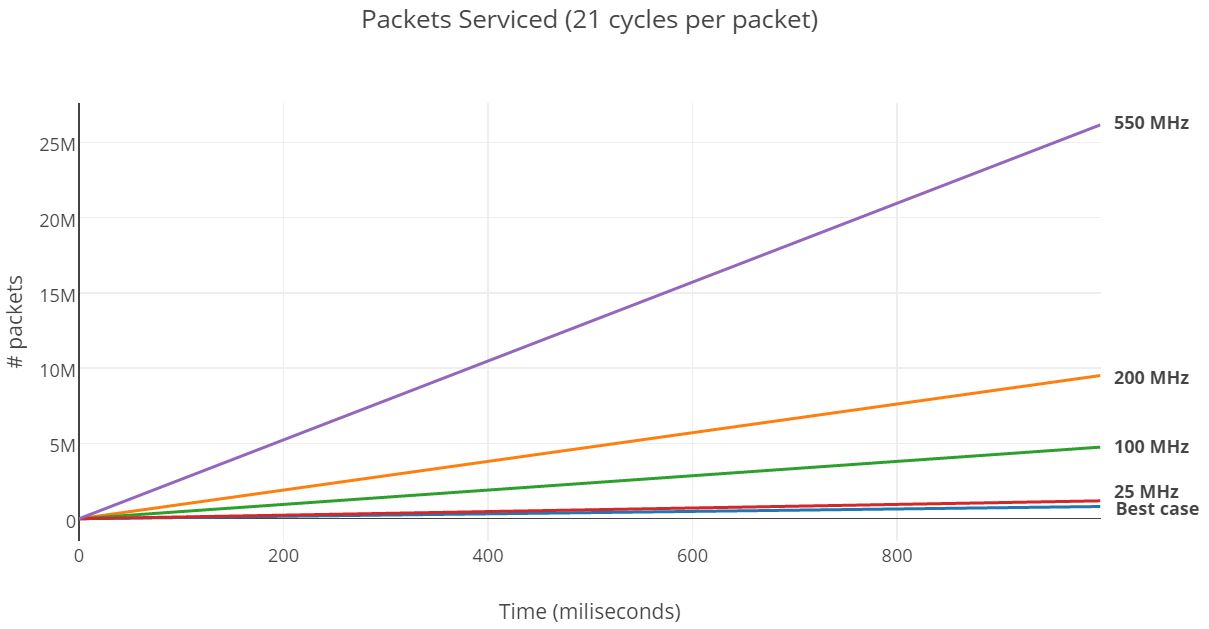 Packets Serviced (21 cycles per packet)
# packets
25M
20M
15M
10M
5M
0
550 MHz
200 MHz
100 MHz
25 MHz
Best case
0 200 400 600 800
Time (miliseconds)